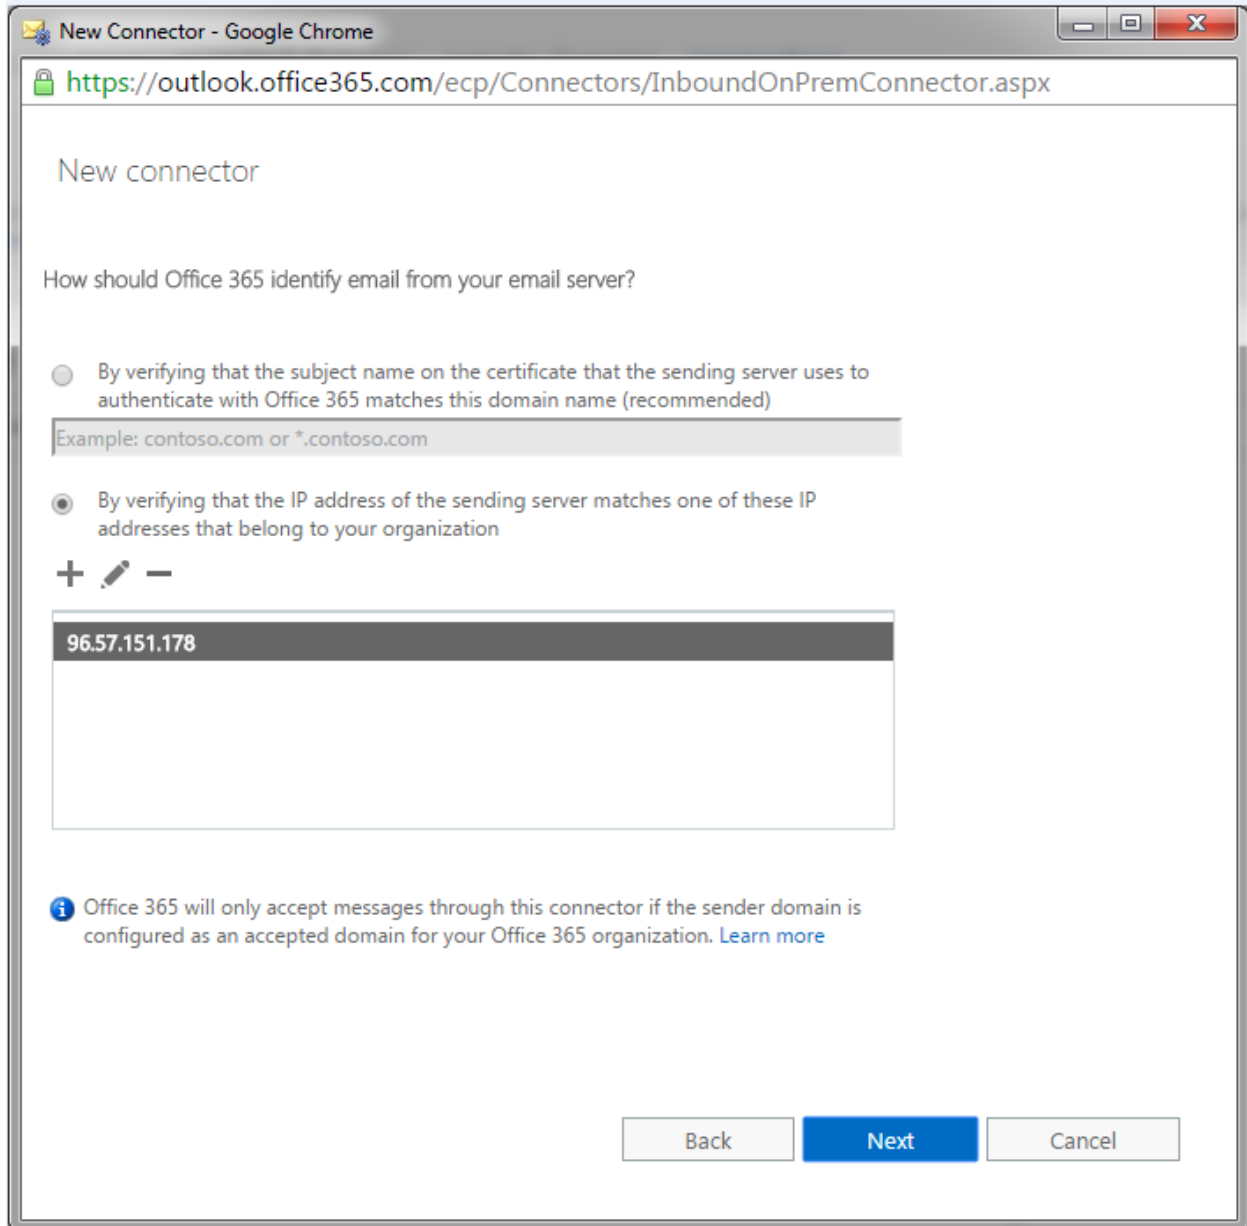 New Connector - Google Chrome
https://outlook.office365.com/ecp/Connectors/InboundOnPremConnector.aspx
New connector
How should Office 365 identify email from your email server?
By verifying that the subject name on the certificate that the sending server uses to
authenticate with Office 365 matches this domain name (recommended)
Example: contoso.com or *.contoso.com
By verifying that the IP address of the sending server matches one of these IP
addresses that belong to your organization
96.57.151.178
Office 365 will only accept messages through this connector if the sender domain is
configured as an accepted domain for your Office 365 organization. Learn more
Back Next Cancel